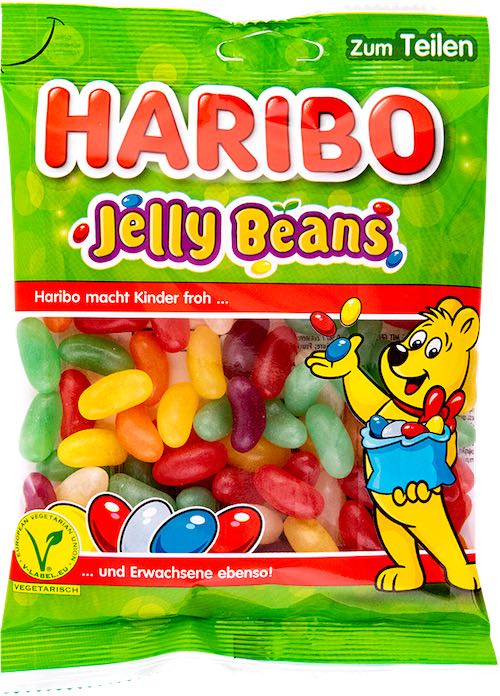 Zum Teilen
HARIBO
Jelly Beans
Haribo macht Kinder froh ...
EUROPEAN VEGETARIAN UNION
V-LABEL.EU
VEGETARISCH
... und Erwachsene ebenso!